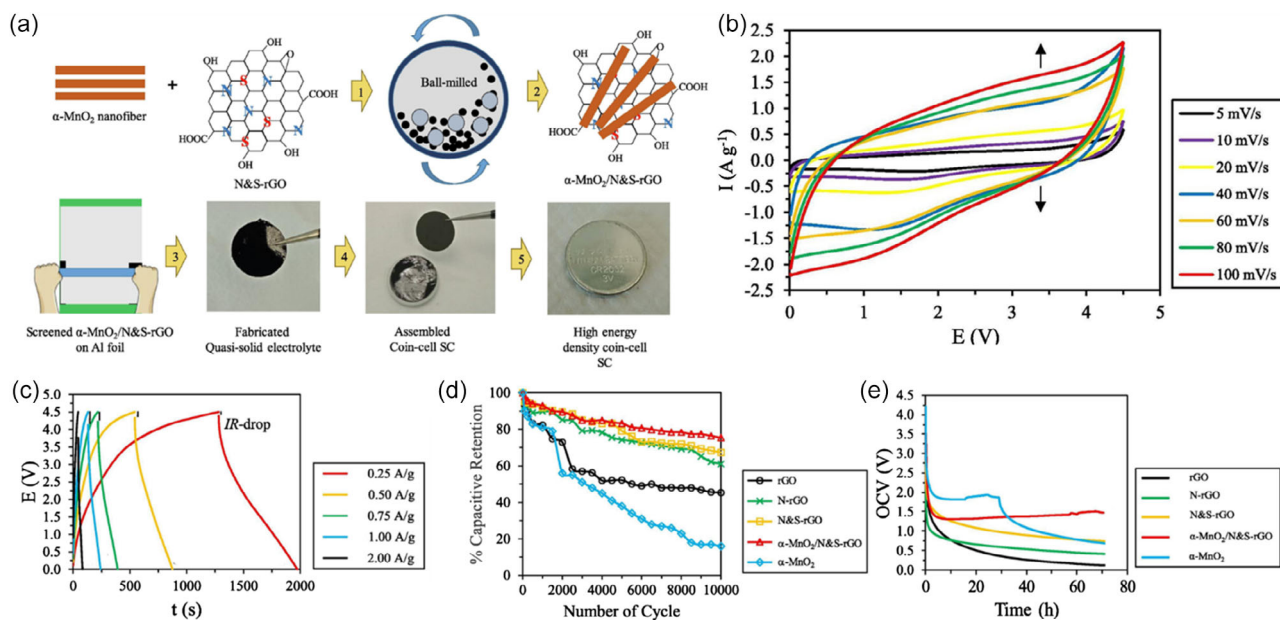 (a)
OH
OH
O
S
N
N
COOH
N
S
S
N
HOOC
OH
OH
+
α-MnO₂ nanofiber
N&S-rGO
1
Ball-milled
2
OH
OH
O
N
COOH
HOOC
S
N
OH
OH
α-MnO₂/N&S-rGO
3
4
5
CR2032
3V
Screened α-MnO₂/N&S-rGO
on Al foil
Fabricated
Quasi-solid electrolyte
Assembled
Coin-cell SC
High energy
density coin-cell
SC
(b)
I (A g⁻¹)
2.5
2.0
1.5
1.0
0.5
0.0
-0.5
-1.0
-1.5
-2.0
-2.5
0 1 2 3 4 5
E (V)
5 mV/s
10 mV/s
20 mV/s
40 mV/s
60 mV/s
80 mV/s
100 mV/s
(c)
E (V)
5.0
4.5
4.0
3.5
3.0
2.5
2.0
1.5
1.0
0.5
0.0
0 500 1000 1500 2000
t (s)
IR-drop
0.25 A/g
0.50 A/g
0.75 A/g
1.00 A/g
2.00 A/g
(d)
% Capacitive Retention
100
80
60
40
20
0
0 2000 4000 6000 8000 10000
Number of Cycle
rGO
N-rGO
N&S-rGO
α-MnO₂/N&S-rGO
α-MnO₂
(e)
OCV (V)
4.5
4.0
3.5
3.0
2.5
2.0
1.5
1.0
0.5
0.0
0 20 40 60 80
Time (h)
rGO
N-rGO
N&S-rGO
α-MnO₂/N&S-rGO
α-MnO₂